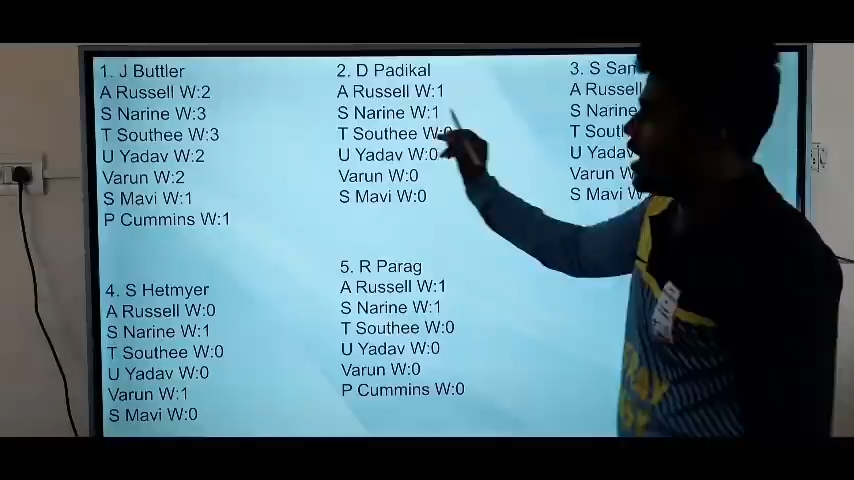 1. J Buttler
A Russell W:2
S Narine W:3
T Southee W:3
U Yadav W:2
Varun W:2
S Mavi W:1
P Cummins W:1
2. D Padikal
A Russell W:1
S Narine W:1
T Southee W:0
U Yadav W:0
Varun W:0
S Mavi W:0
3. S
A Russell
S Narine
T
U Yadav
Varun
S Mavi
4. S Hetmyer
A Russell W:0
S Narine W:1
T Southee W:0
U Yadav W:0
Varun W:1
S Mavi W:0
5. R Parag
A Russell W:1
S Narine W:1
T Southee W:0
U Yadav W:0
Varun W:0
P Cummins W:0